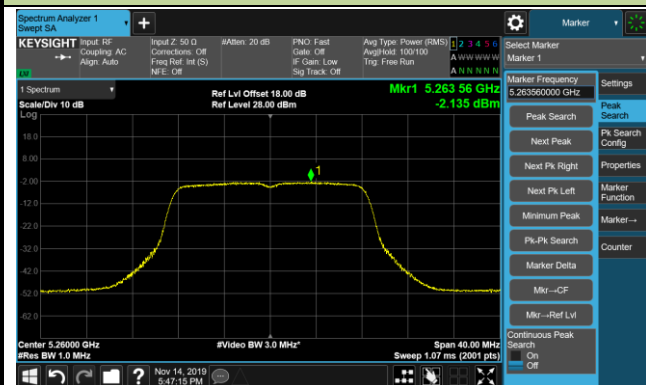 Spectrum Analyzer 1
Swept SA
Marker
KEYSIGHT
Input: RF
Coupling: AC
Align: Auto
Input Z: 50 Ω
Corrections: Off
Freq Ref: Int (S)
NFE: Off
#Atten: 20 dB
PNO: Fast
Gate: Off
IF Gain: Low
Sig Track: Off
Avg Type: Power (RMS)
Avg|Hold: 100/100
Trig: Free Run
1 2 3 4 5 6
A W W W W W
A N N N N N
Select Marker
Marker 1
1 Spectrum
Scale/Div 10 dB
Log
Ref Lvl Offset 18.00 dB
Ref Level 28.00 dBm
Mkr1 5.263 56 GHz
-2.135 dBm
18.0
8.00
-2.00
-12.0
-22.0
-32.0
-42.0
-52.0
-62.0
1
Center 5.26000 GHz
#Res BW 1.0 MHz
#Video BW 3.0 MHz*
Span 40.00 MHz
Sweep 1.07 ms (2001 pts)
Nov 14, 2019
5:47:15 PM
Marker Frequency
5.263560000 GHz
Peak Search
Next Peak
Next Pk Right
Next Pk Left
Minimum Peak
Pk-Pk Search
Marker Delta
Mkr→CF
Mkr→Ref Lvl
Continuous Peak
Search
On
Off
Settings
Peak
Search
Pk Search
Config
Properties
Marker
Function
Marker→
Counter